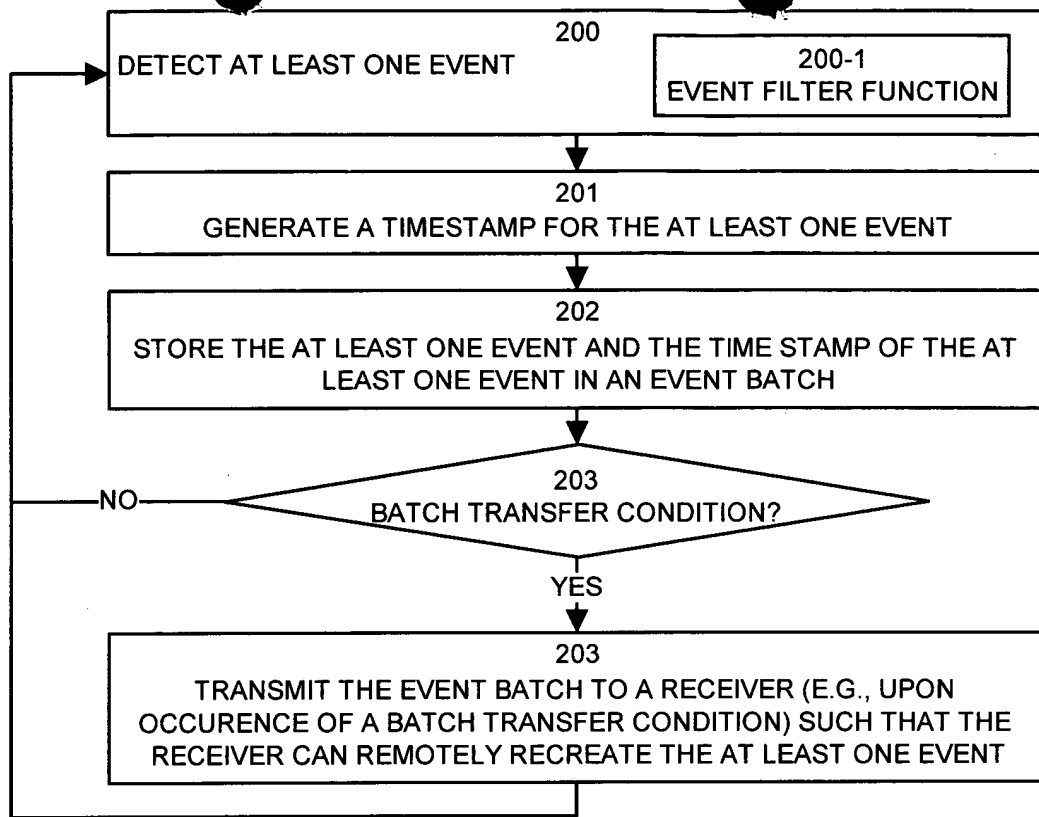 200
DETECT AT LEAST ONE EVENT
200-1
EVENT FILTER FUNCTION
201
GENERATE A TIMESTAMP FOR THE AT LEAST ONE EVENT
202
STORE THE AT LEAST ONE EVENT AND THE TIME STAMP OF THE AT
LEAST ONE EVENT IN AN EVENT BATCH
203
BATCH TRANSFER CONDITION?
NO
YES
203
TRANSMIT THE EVENT BATCH TO A RECEIVER (E.G., UPON
OCCURENCE OF A BATCH TRANSFER CONDITION) SUCH THAT THE
RECEIVER CAN REMOTELY RECREATE THE AT LEAST ONE EVENT